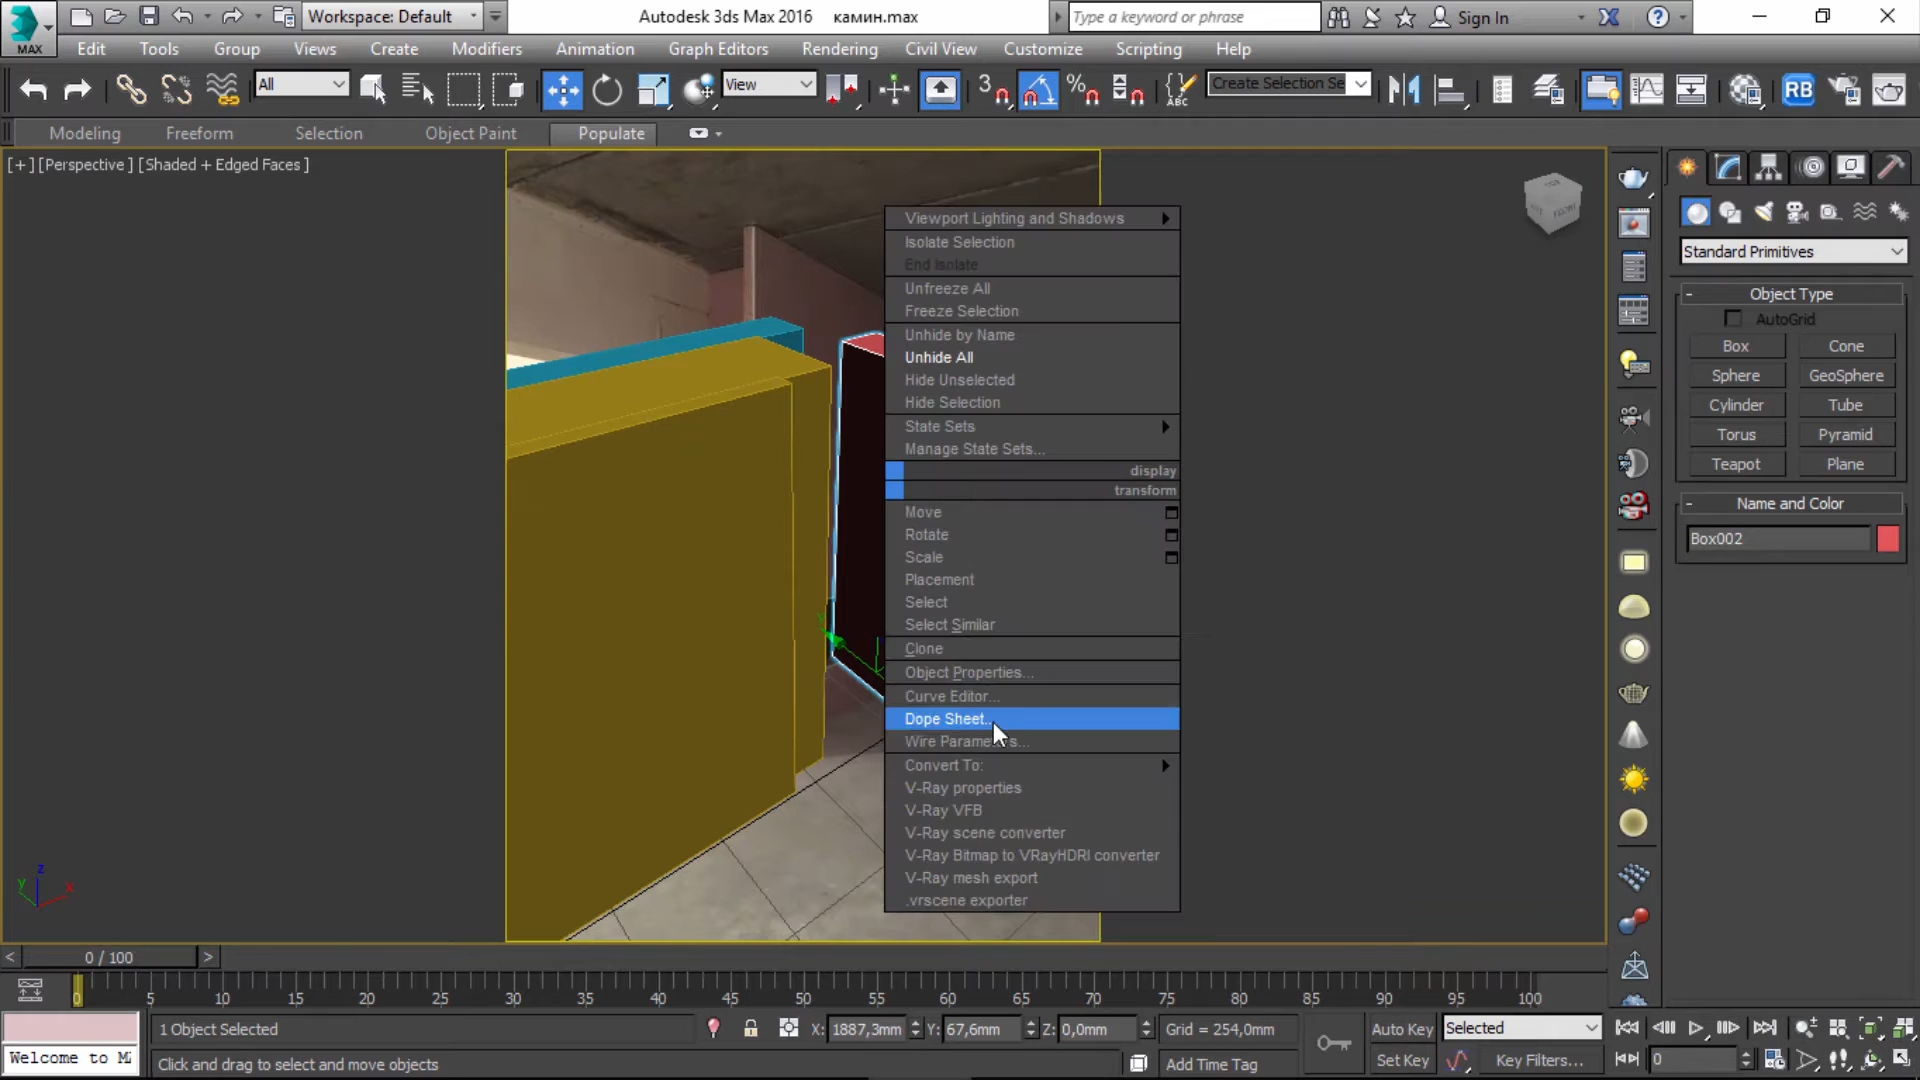 Workspace: Default
Autodesk 3ds Max 2016 камин.max
Type a keyword or phrase
Sign In
MAX
Edit Tools Group Views Create Modifiers Animation Graph Editors Rendering Civil View Customize Scripting Help
All
View
3
%
ABC
Create Selection Se
RB
Modeling Freeform Selection Object Paint Populate
[+] [Perspective ] [Shaded + Edged Faces ]
Viewport Lighting and Shadows
Isolate Selection
End Isolate
Unfreeze All
Freeze Selection
Unhide by Name
Unhide All
Hide Unselected
Hide Selection
State Sets
Manage State Sets...
display
transform
Move
Rotate
Scale
Placement
Select
Select Similar
Clone
Object Properties...
Curve Editor...
Dope Sheet...
Convert To:
V-Ray properties
V-Ray VFB
V-Ray scene converter
V-Ray Bitmap to VRayHDRI converter
V-Ray mesh export
.vrscene exporter
Standard Primitives
- Object Type
AutoGrid
Box Cone
Sphere GeoSphere
Cylinder Tube
Torus Pyramid
Teapot Plane
- Name and Color
Box002
z
y
x
< 0 / 100 >
0 5 10 15 20 25 30 35 40 45 50 55 60 65 70 75 80 85 90 95 100
1 Object Selected
X: 1887,3mm Y: 67,6mm Z: 0,0mm Grid = 254,0mm
Auto Key Selected
Welcome to M
Click and drag to select and move objects
Add Time Tag
Set Key Key Filters... 0